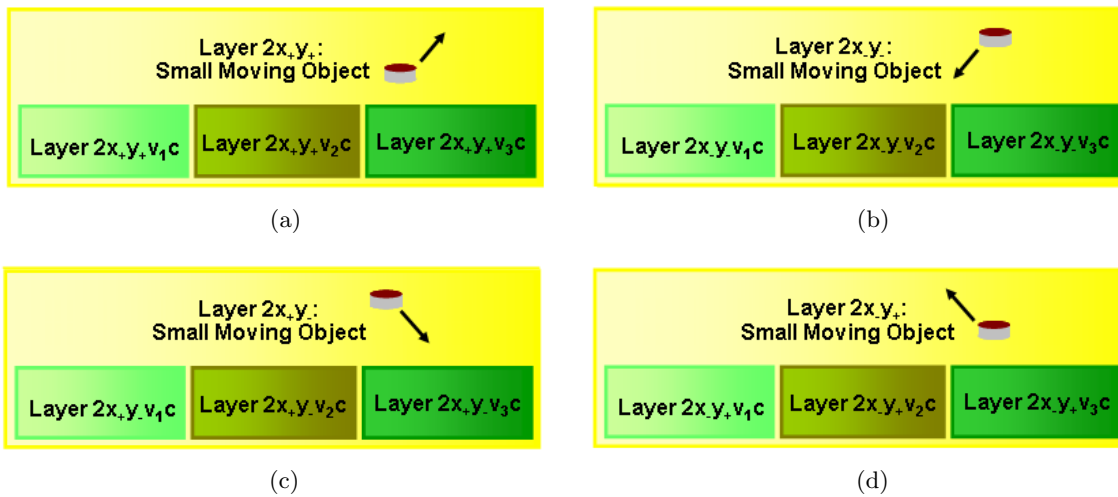 Layer 2x₊y₊:
Small Moving Object
Layer 2x₊y₊v₁c
Layer 2x₊y₊v₂c
Layer 2x₊y₊v₃c
(a)
Layer 2x₋y₋:
Small Moving Object
Layer 2x₋y₋v₁c
Layer 2x₋y₋v₂c
Layer 2x₋y₋v₃c
(b)
Layer 2x₊y₋:
Small Moving Object
Layer 2x₊y₋v₁c
Layer 2x₊y₋v₂c
Layer 2x₊y₋v₃c
(c)
Layer 2x₋y₊:
Small Moving Object
Layer 2x₋y₊v₁c
Layer 2x₋y₊v₂c
Layer 2x₋y₊v₃c
(d)